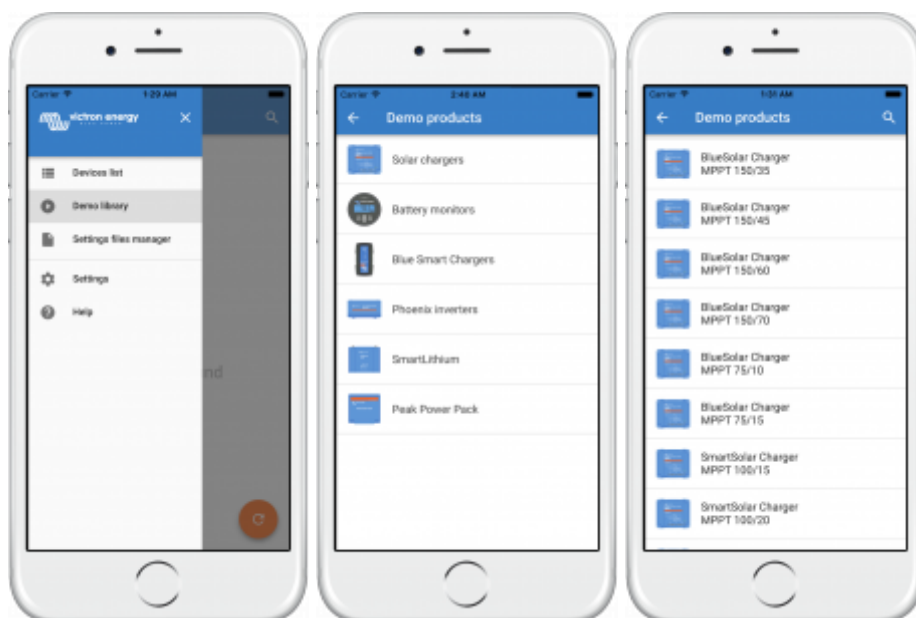 Carrier 1:29 AM
victron energy
Devices list
Demo library
Settings files manager
Settings
Help
nd
Carrier 2:40 AM
Demo products
Solar chargers
Battery monitors
Blue Smart Chargers
Phoenix inverters
SmartLithium
Peak Power Pack
Carrier 1:31 AM
Demo products
BlueSolar Charger
MPPT 150/35
BlueSolar Charger
MPPT 150/45
BlueSolar Charger
MPPT 150/60
BlueSolar Charger
MPPT 150/70
BlueSolar Charger
MPPT 75/10
BlueSolar Charger
MPPT 75/15
SmartSolar Charger
MPPT 100/15
SmartSolar Charger
MPPT 100/20